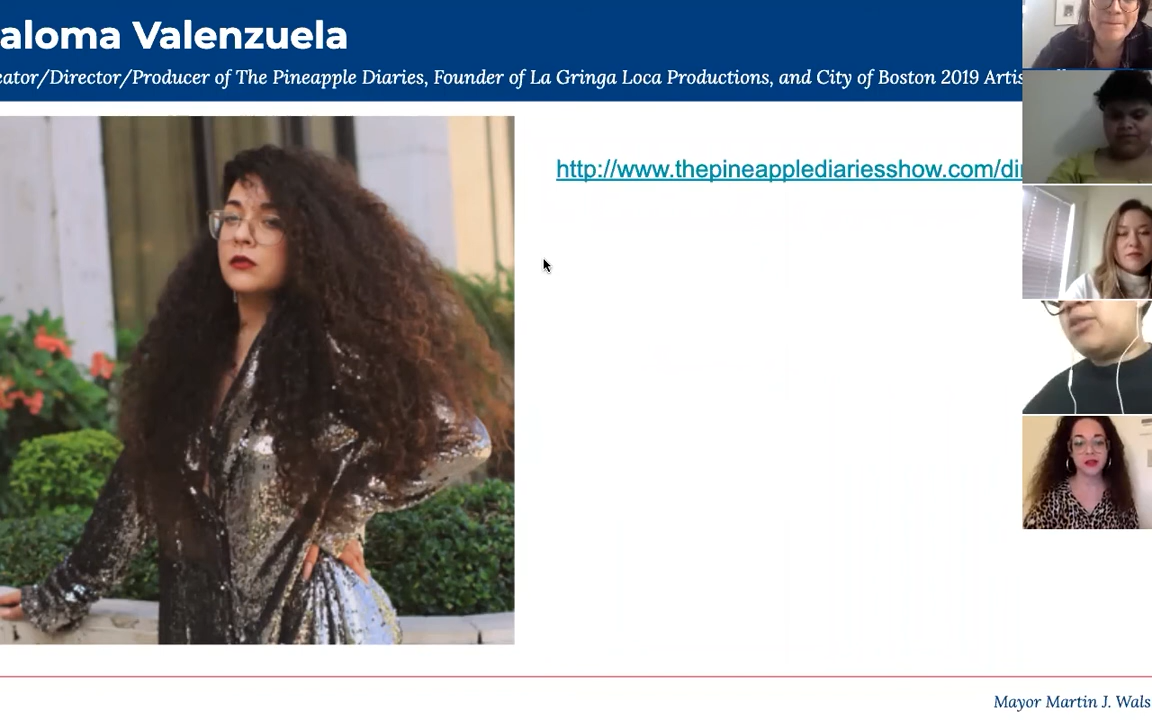 aloma Valenzuela
eator/Director/Producer of The Pineapple Diaries, Founder of La Gringa Loca Productions, and City of Boston 2019 Artis
http://www.thepineapplediariesshow.com/di
Mayor Martin J. Wals